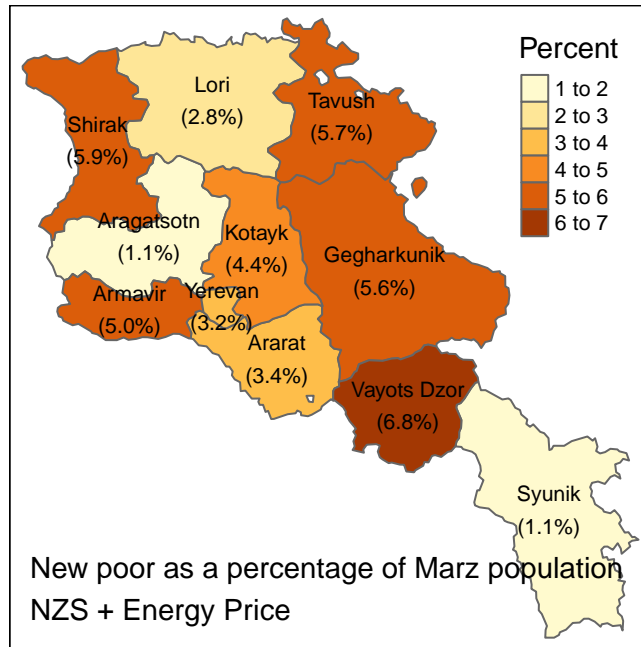 Percent
1 to 2
2 to 3
3 to 4
4 to 5
5 to 6
6 to 7
Lori
(2.8%)
Tavush
(5.7%)
Shirak
(5.9%)
Aragatsotn
(1.1%)
Kotayk
(4.4%)
Gegharkunik
(5.6%)
Armavir
(5.0%)
Yerevan
(3.2%)
Ararat
(3.4%)
Vayots Dzor
(6.8%)
Syunik
(1.1%)
New poor as a percentage of Marz population
NZS + Energy Price